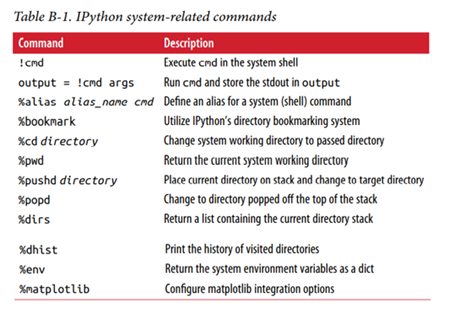 Table B-1. IPython system-related commands
Command Description
!cmd Execute cmd in the system shell
output = !cmd args Run cmd and store the stdout in output
%alias alias_name cmd Define an alias for a system (shell) command
%bookmark Utilize IPython’s directory bookmarking system
%cd directory Change system working directory to passed directory
%pwd Return the current system working directory
%pushd directory Place current directory on stack and change to target directory
%popd Change to directory popped off the top of the stack
%dirs Return a list containing the current directory stack
%dhist Print the history of visited directories
%env Return the system environment variables as a dict
%matplotlib Configure matplotlib integration options